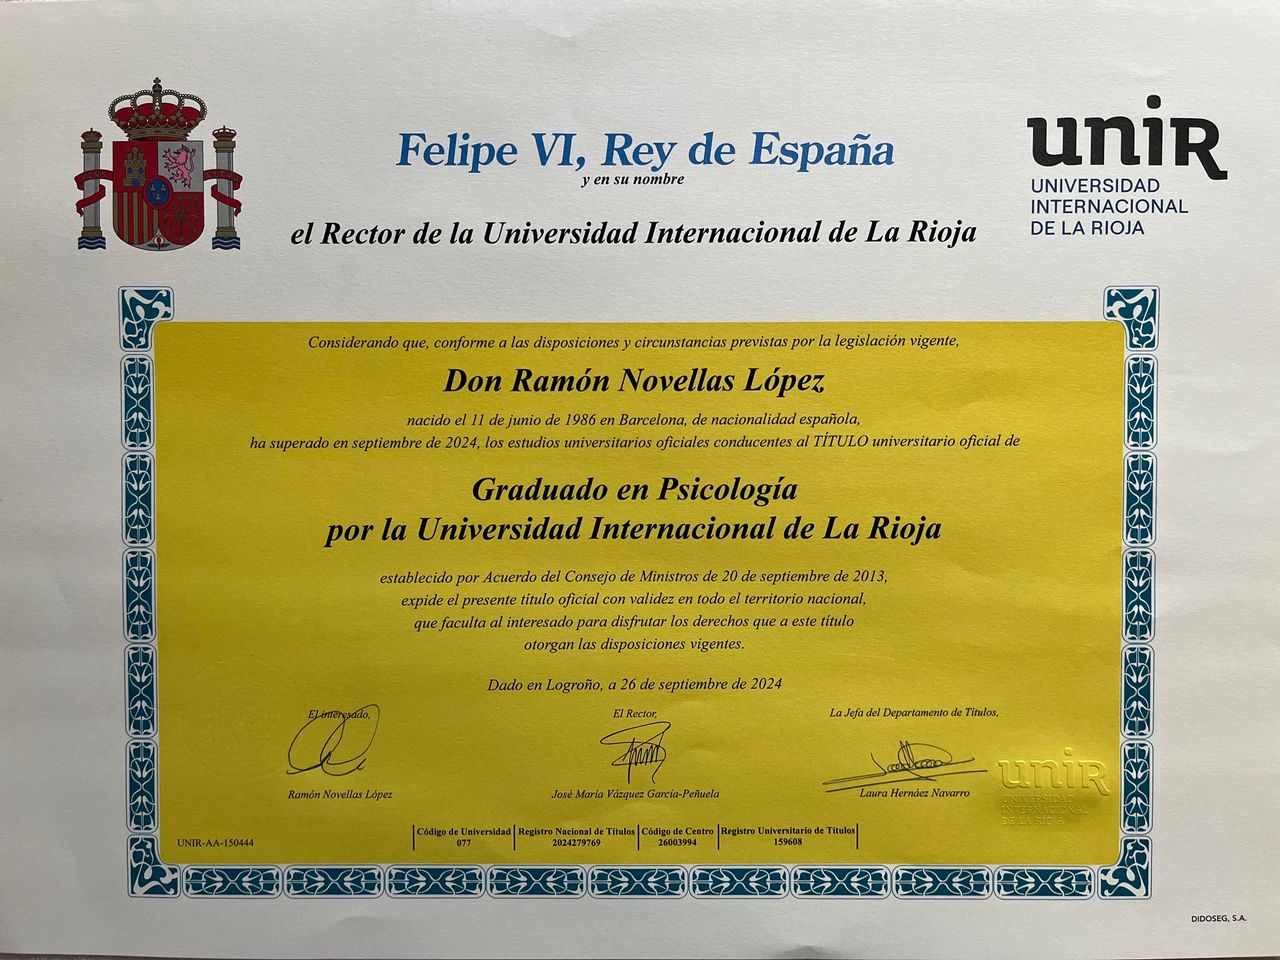 Felipe VI, Rey de España
y en su nombre
el Rector de la Universidad Internacional de La Rioja
uniR
UNIVERSIDAD
INTERNACIONAL
DE LA RIOJA
Considerando que, conforme a las disposiciones y circunstancias previstas por la legislación vigente,
Don Ramón Novellas López
nacido el 11 de junio de 1986 en Barcelona, de nacionalidad española,
ha superado en septiembre de 2024, los estudios universitarios oficiales conducentes al TÍTULO universitario oficial de
Graduado en Psicología
por la Universidad Internacional de La Rioja
establecido por Acuerdo del Consejo de Ministros de 20 de septiembre de 2013,
expide el presente título oficial con validez en todo el territorio nacional,
que faculta al interesado para disfrutar los derechos que a este título
otorgan las disposiciones vigentes.
Dado en Logroño, a 26 de septiembre de 2024
El interesado,
El Rector,
La Jefa del Departamento de Títulos,
Ramón Novellas López
José María Vázquez García-Peñuela
Laura Hernáez Navarro
uniR
UNIVERSIDAD
INTERNACIONAL
DE LA RIOJA
UNIR-AA-150444
Código de Universidad
077
Registro Nacional de Títulos
2024279769
Código de Centro
26003994
Registro Universitario de Títulos
159608
DIDOSEG, S.A.